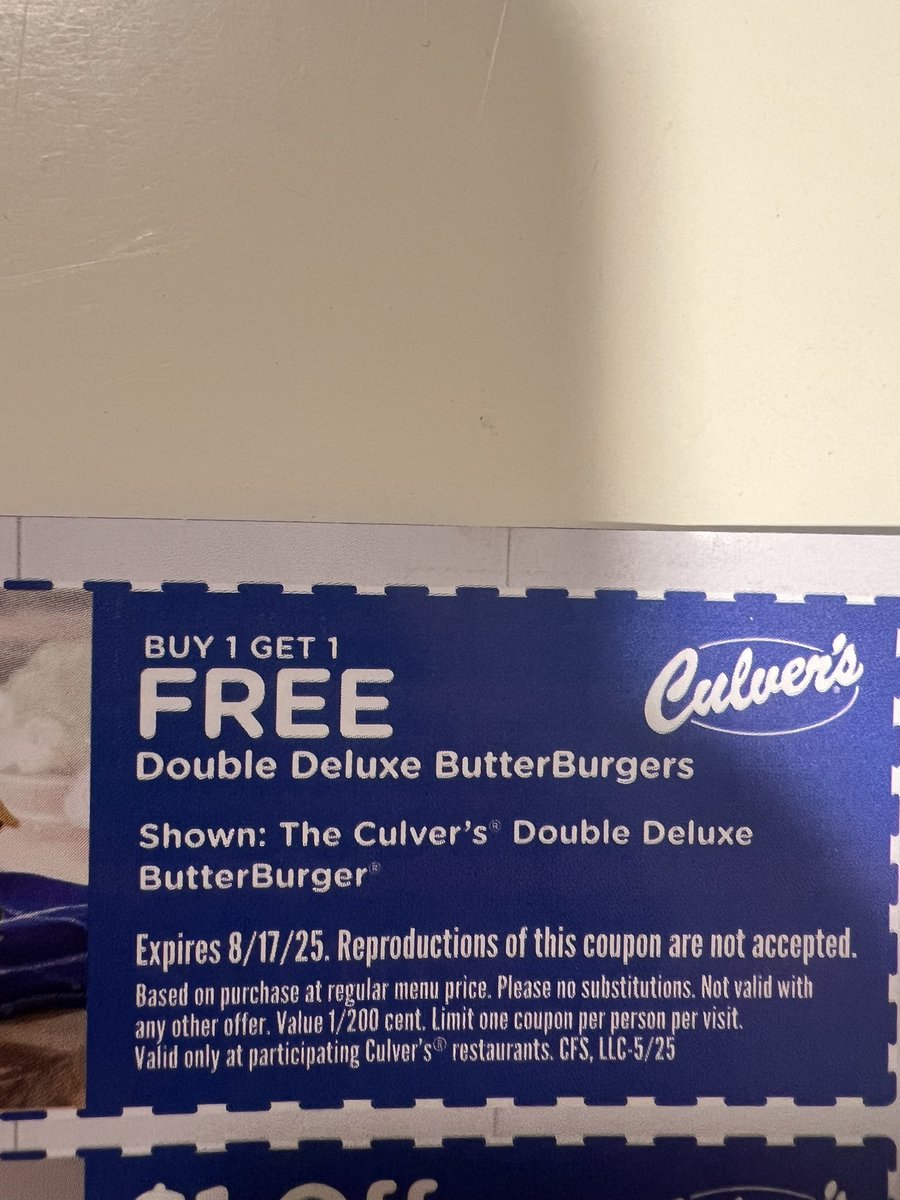 BUY 1 GET 1
FREE
Culver's®
Double Deluxe ButterBurgers
Shown: The Culver's® Double Deluxe
ButterBurger®
Expires 8/17/25. Reproductions of this coupon are not accepted.
Based on purchase at regular menu price. Please no substitutions. Not valid with
any other offer. Value 1/200 cent. Limit one coupon per person per visit.
Valid only at participating Culver's® restaurants. CFS, LLC-5/25